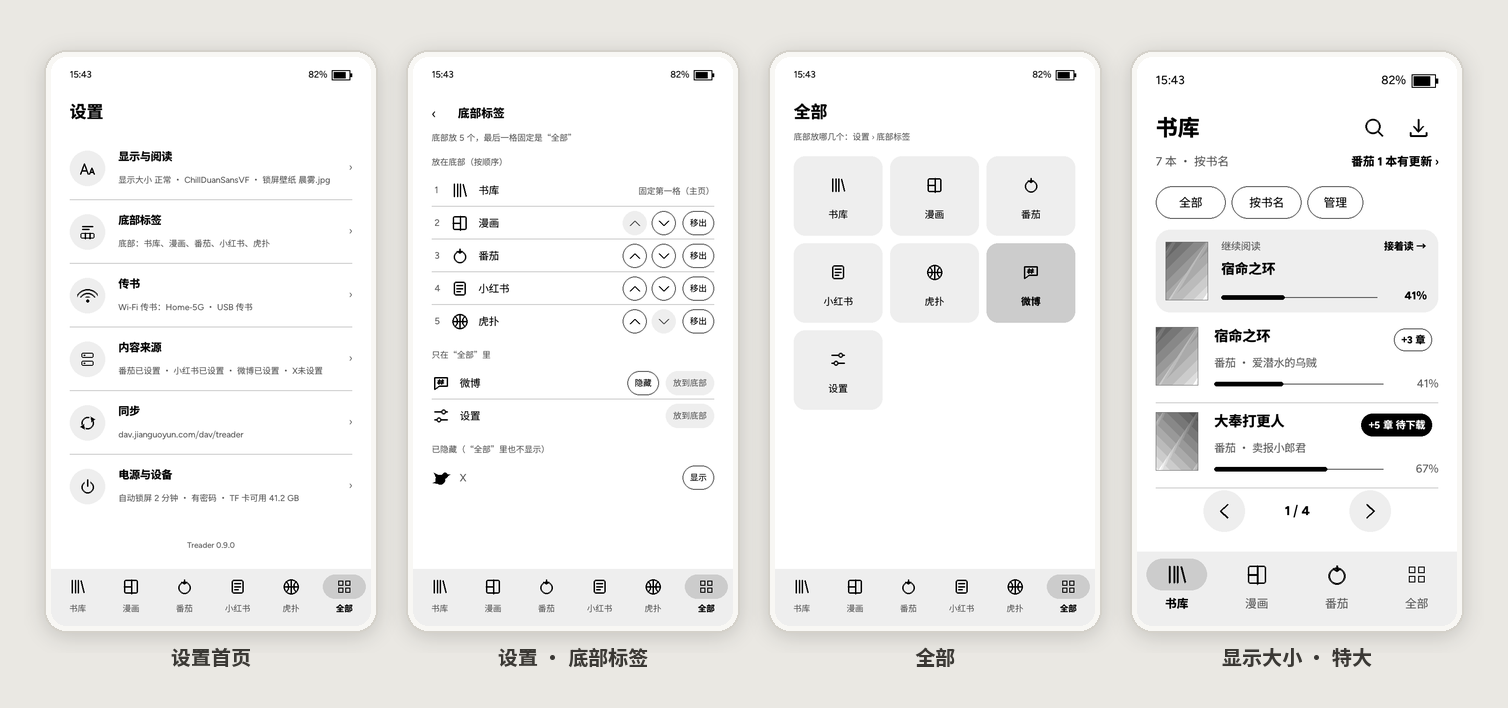 15:43
82%
设置
显示与阅读
显示大小 正常 · ChillDuanSansVF · 锁屏壁纸 晨雾.jpg
›
底部标签
底部：书库、漫画、番茄、小红书、虎扑
›
传书
Wi-Fi 传书：Home-5G · USB 传书
›
内容来源
番茄已设置 · 小红书已设置 · 微博已设置 · X未设置
›
同步
dav.jianguoyun.com/dav/treader
›
电源与设备
自动锁屏 2 分钟 · 有密码 · TF 卡可用 41.2 GB
›
Treader 0.9.0
书库 漫画 番茄 小红书 虎扑 全部
设置首页
15:43
82%
‹ 底部标签
底部放 5 个，最后一格固定是“全部”
放在底部（按顺序）
1 书库 固定第一格（主页）
2 漫画 移出
3 番茄 移出
4 小红书 移出
5 虎扑 移出
只在“全部”里
微博 隐藏 放到底部
设置 放到底部
已隐藏（“全部”里也不显示）
X 显示
书库 漫画 番茄 小红书 虎扑 全部
设置 · 底部标签
15:43
82%
全部
底部放哪几个：设置 › 底部标签
书库 漫画 番茄
小红书 虎扑 微博
设置
书库 漫画 番茄 小红书 虎扑 全部
全部
15:43
82%
书库
7 本 · 按书名 番茄 1 本有更新 ›
全部 按书名 管理
继续阅读 接着读 →
宿命之环
41%
宿命之环 +3 章
番茄 · 爱潜水的乌贼
41%
大奉打更人 +5 章 待下载
番茄 · 卖报小郎君
67%
1 / 4
书库 漫画 番茄 全部
显示大小 · 特大